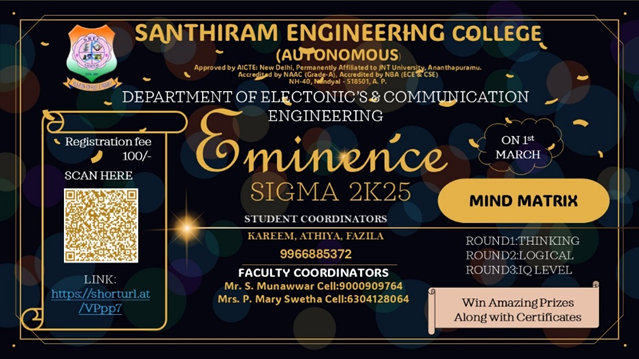 SANTHIRAM ENGINEERING COLLEGE
(AUTONOMOUS)
Approved by AICTE: New Delhi, Permanently Affiliated to JNT University, Ananthapuramu.
Accredited by NAAC (Grade-A), Accredited by NBA (ECE & CSE)
NH-40, Nandyal - 518501, A. P.
DEPARTMENT OF ELECTONIC'S & COMMUNICATION
ENGINEERING
Eminence
SIGMA 2K25
Registration fee
100/-
SCAN HERE
LINK:
https://shorturl.at
/VPpp7
STUDENT COORDINATORS
KAREEM, ATHIYA, FAZILA
9966885372
FACULTY COORDINATORS
Mr. S. Munawwar Cell:9000909764
Mrs. P. Mary Swetha Cell:6304128064
ON 1st
MARCH
MIND MATRIX
ROUND1:THINKING
ROUND2:LOGICAL
ROUND3:IQ LEVEL
Win Amazing Prizes
Along with Certificates